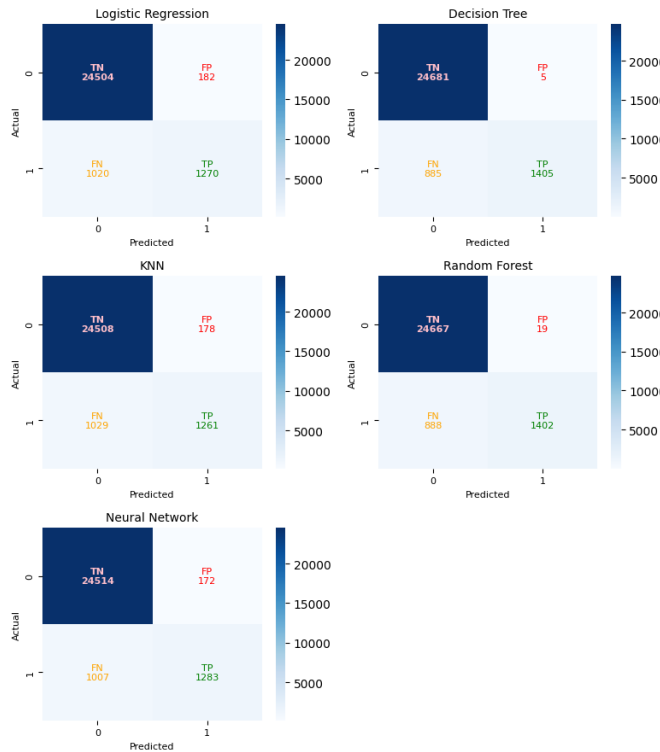 Logistic Regression
Actual
0
1
TN
24504
FP
182
FN
1020
TP
1270
0
1
Predicted
20000
15000
10000
5000
Decision Tree
Actual
0
1
TN
24681
FP
5
FN
885
TP
1405
0
1
Predicted
20000
15000
10000
5000
KNN
Actual
0
1
TN
24508
FP
178
FN
1029
TP
1261
0
1
Predicted
20000
15000
10000
5000
Random Forest
Actual
0
1
TN
24667
FP
19
FN
888
TP
1402
0
1
Predicted
20000
15000
10000
5000
Neural Network
Actual
0
1
TN
24514
FP
172
FN
1007
TP
1283
0
1
Predicted
20000
15000
10000
5000